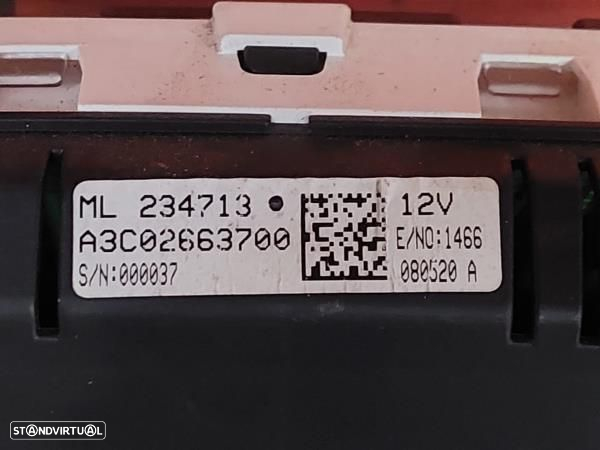 ML 234713
A3C02663700
S/N:000037
12V
E/NO:1466
080520 A
STANDVIRTUAL